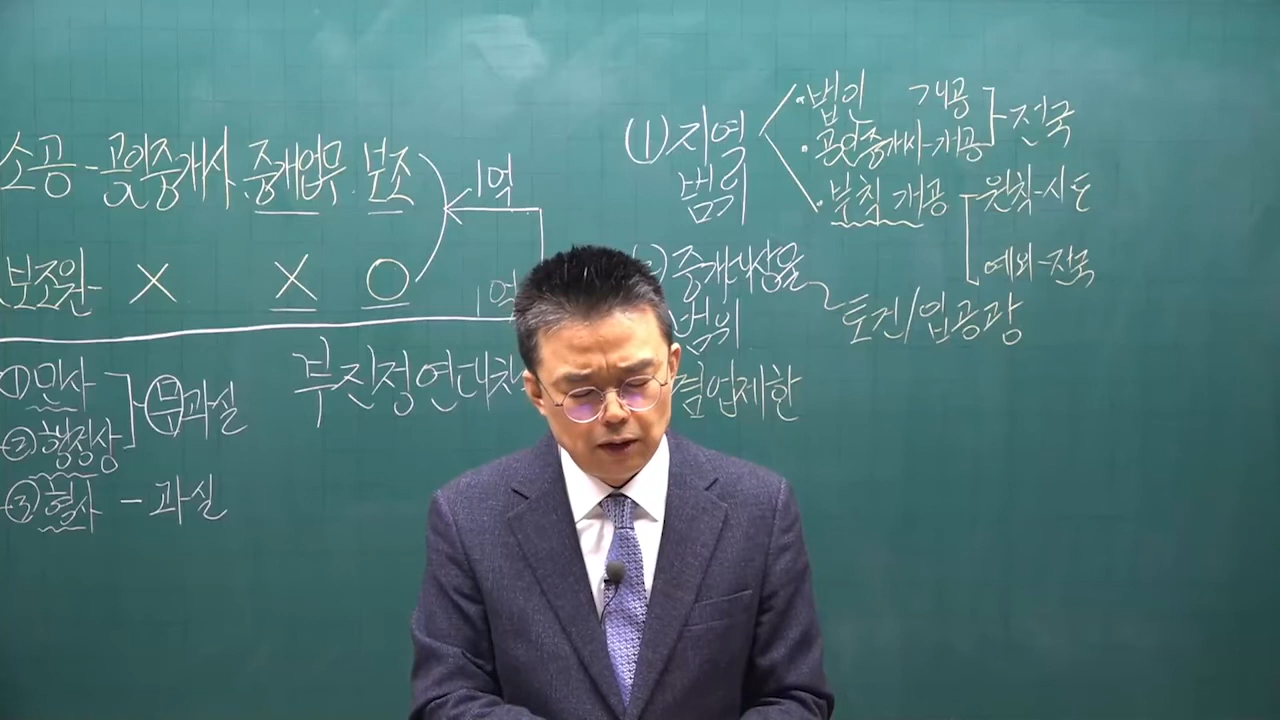 소공 - 공인중개사 중개업무 보조
1억
보조원 X X O
1억
①민사
②행정상
무과실
③형사 - 과실
부진정연대채
①지역
범위
·법인 개공
·공인중개사-개공
전국
·부칙 개공
원칙-시·도
예외-전국
중개대상물
범위
토건/입공광
겸업제한